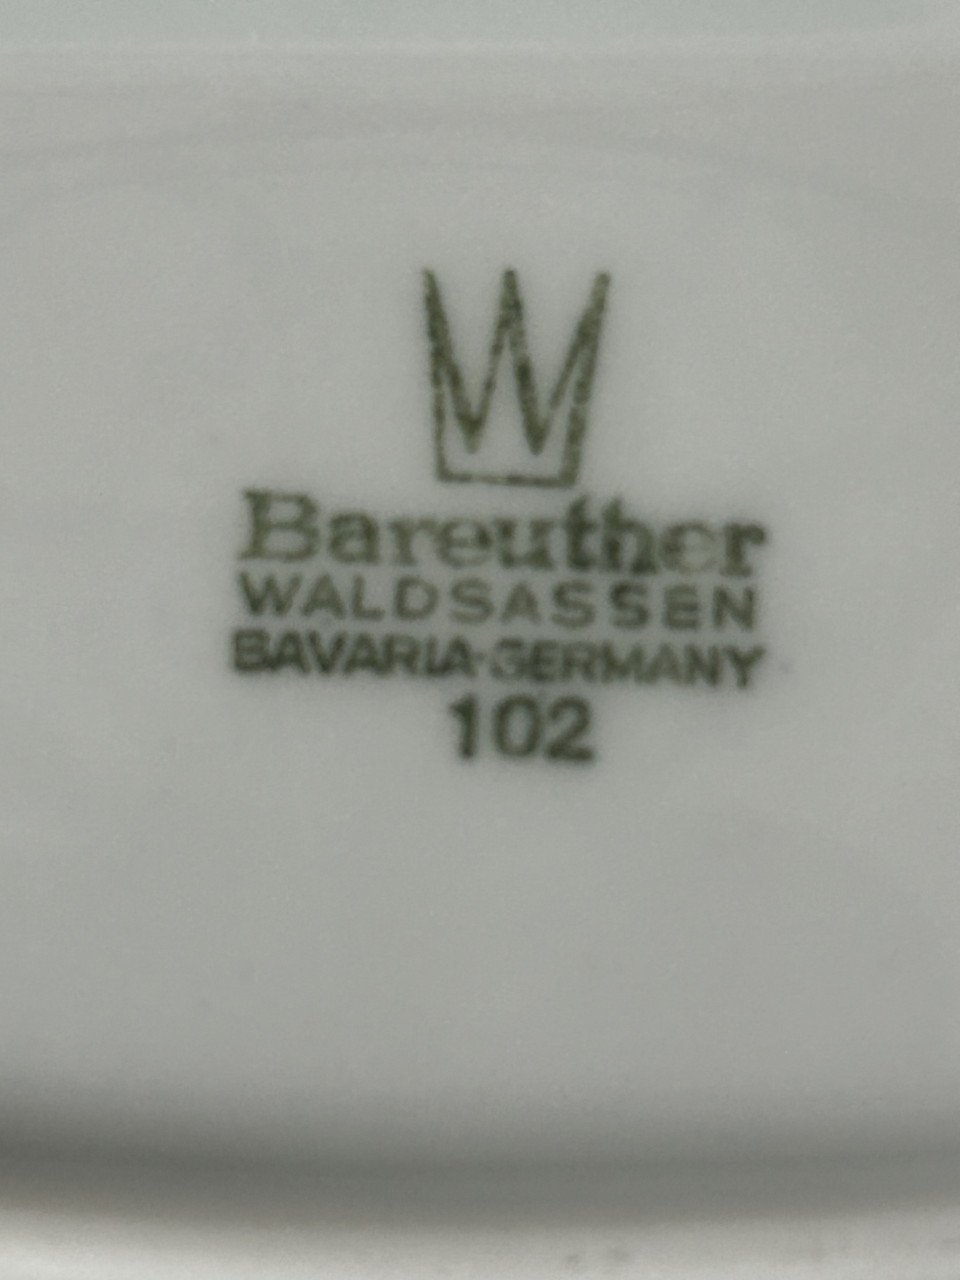 W
Bareuther
WALDSASSEN
BAVARIA-GERMANY
102